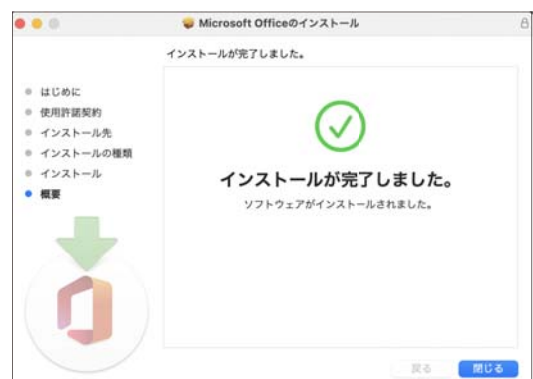 Microsoft Officeのインストール
インストールが完了しました。
はじめに
使用許諾契約
インストール先
インストールの種類
インストール
概要
インストールが完了しました。
ソフトウェアがインストールされました。
戻る
閉じる